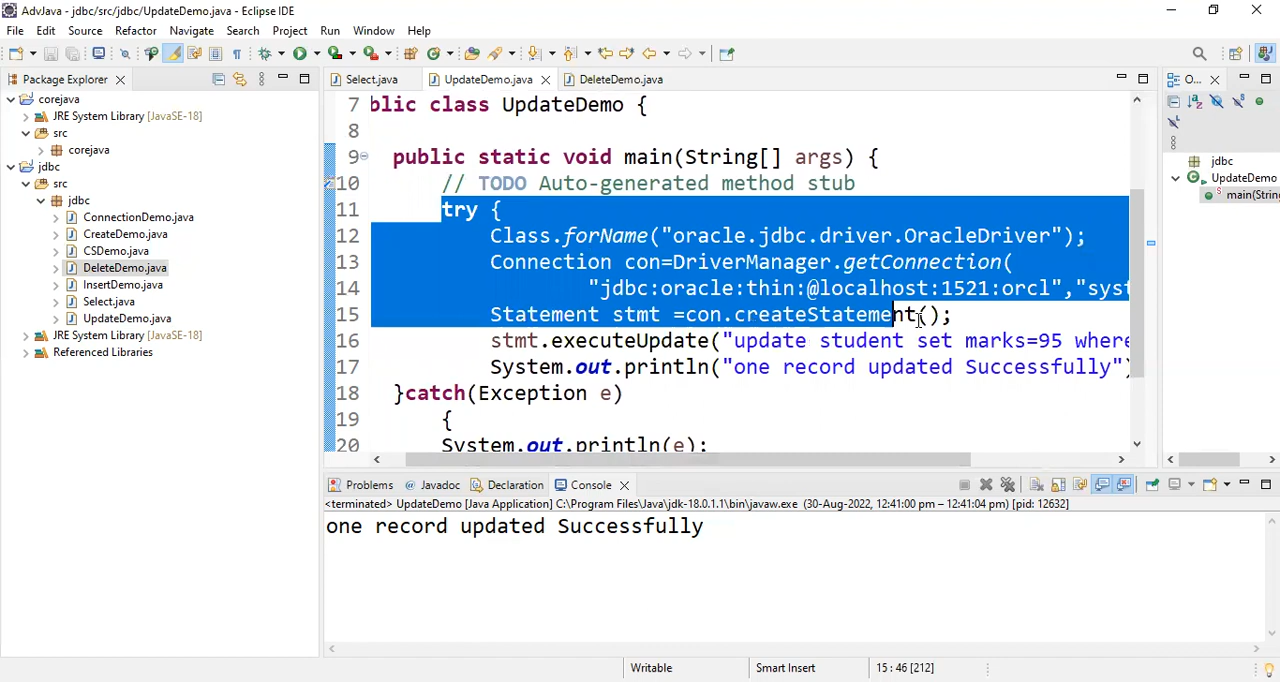 AdvJava - jdbc/src/jdbc/UpdateDemo.java - Eclipse IDE
File Edit Source Refactor Navigate Search Project Run Window Help
Package Explorer
corejava
JRE System Library [JavaSE-18]
src
corejava
jdbc
src
jdbc
ConnectionDemo.java
CreateDemo.java
CSDemo.java
DeleteDemo.java
InsertDemo.java
Select.java
UpdateDemo.java
JRE System Library [JavaSE-18]
Referenced Libraries
Select.java UpdateDemo.java DeleteDemo.java
7 blic class UpdateDemo {
8
9 public static void main(String[] args) {
10 // TODO Auto-generated method stub
11 try {
12 Class.forName("oracle.jdbc.driver.OracleDriver");
13 Connection con=DriverManager.getConnection(
14 "jdbc:oracle:thin:@localhost:1521:orcl","syst
15 Statement stmt =con.createStatement();
16 stmt.executeUpdate("update student set marks=95 where
17 System.out.println("one record updated Successfully")
18 }catch(Exception e)
19 {
20 System.out.println(e);
O...
jdbc
UpdateDemo
main(String
Problems Javadoc Declaration Console
<terminated> UpdateDemo [Java Application] C:\Program Files\Java\jdk-18.0.1.1\bin\javaw.exe (30-Aug-2022, 12:41:00 pm – 12:41:04 pm) [pid: 12632]
one record updated Successfully
Writable Smart Insert 15 : 46 [212]